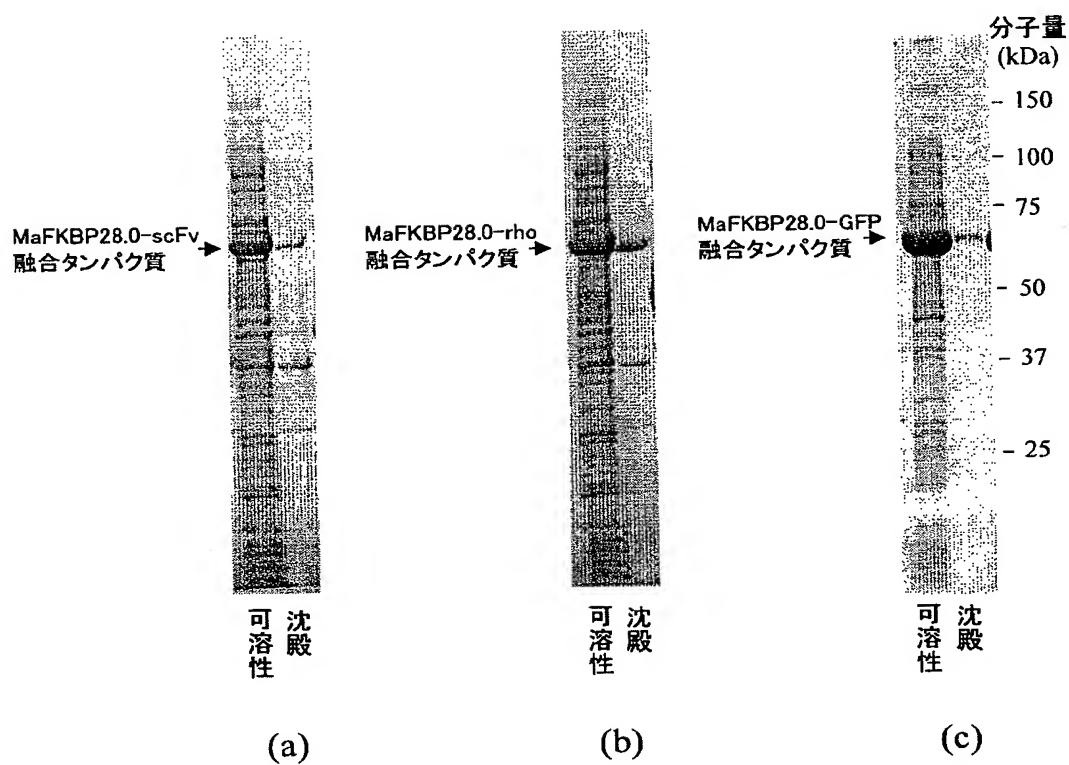 分子量
(kDa)
- 150
- 100
- 75
- 50
- 37
- 25
MaFKBP28.0-scFv
融合タンパク質
MaFKBP28.0-rho
融合タンパク質
MaFKBP28.0-GFP
融合タンパク質
可溶性
沈殿
可溶性
沈殿
可溶性
沈殿
(a)
(b)
(c)